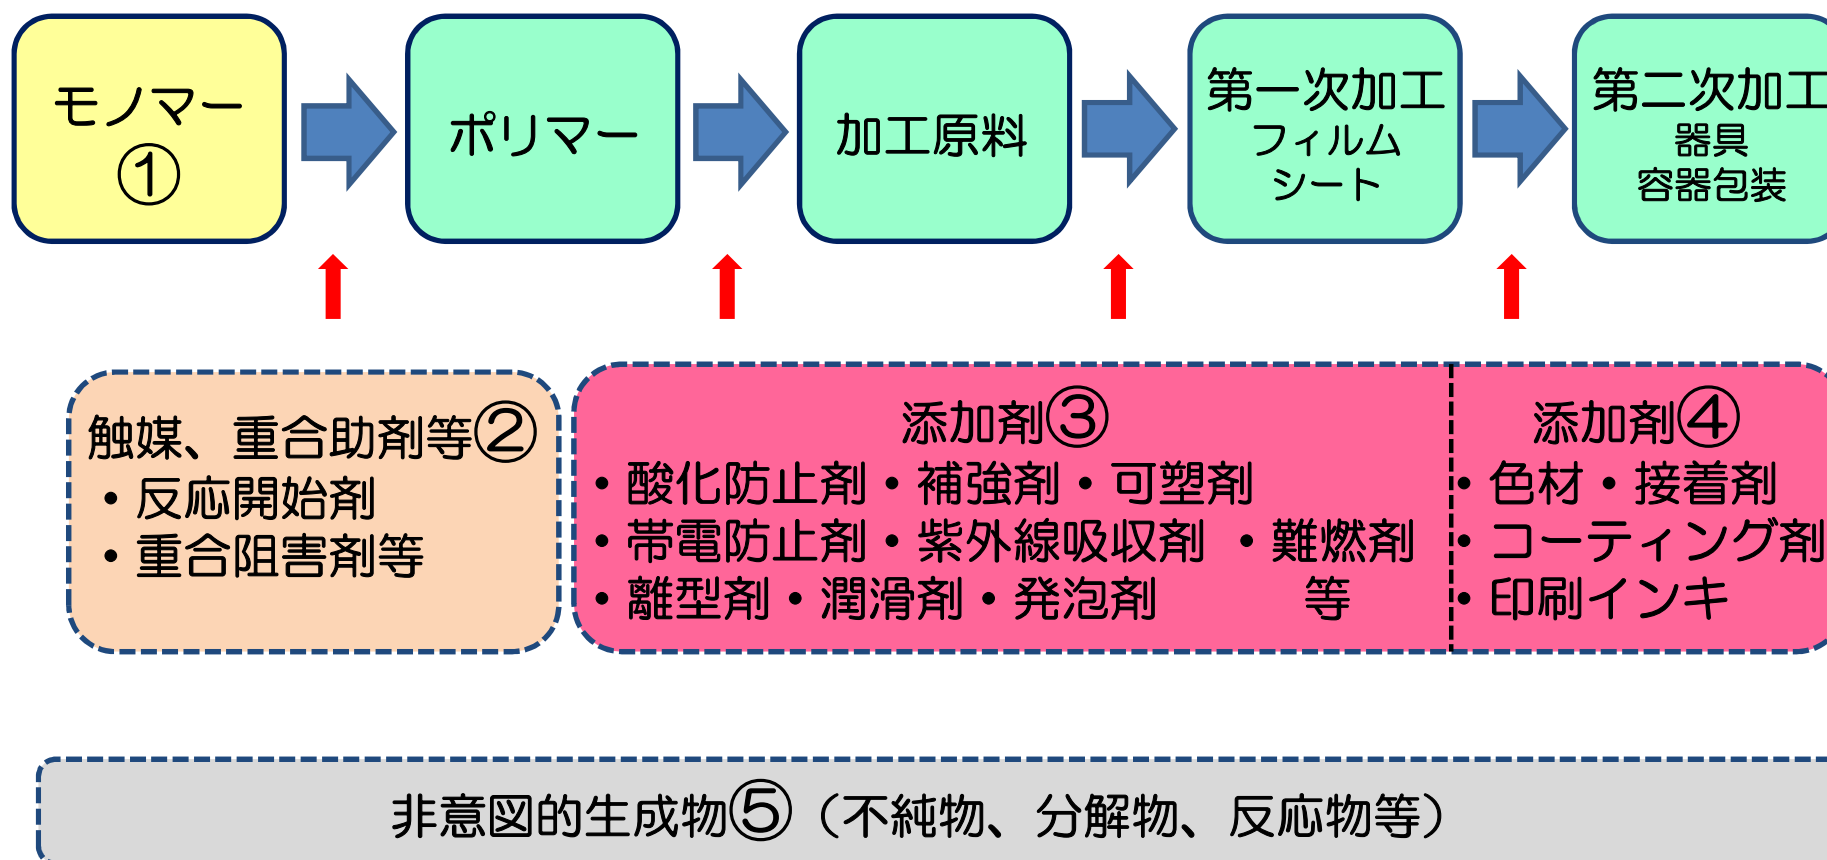 モノマー
①
ポリマー
加工原料
第一次加工
フィルム
シート
第二次加工
器具
容器包装
触媒、重合助剤等②
・反応開始剤
・重合阻害剤等
添加剤③
・酸化防止剤・補強剤・可塑剤
・帯電防止剤・紫外線吸収剤 ・難燃剤
・離型剤・潤滑剤・発泡剤 等
添加剤④
・色材・接着剤
・コーティング剤
・印刷インキ
非意図的生成物⑤（不純物、分解物、反応物等）